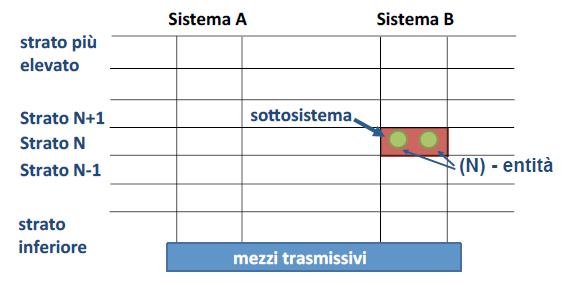 Sistema A
Sistema B
strato più
elevato
Strato N+1
sottosistema
Strato N
Strato N-1
(N) - entità
strato
inferiore
mezzi trasmissivi